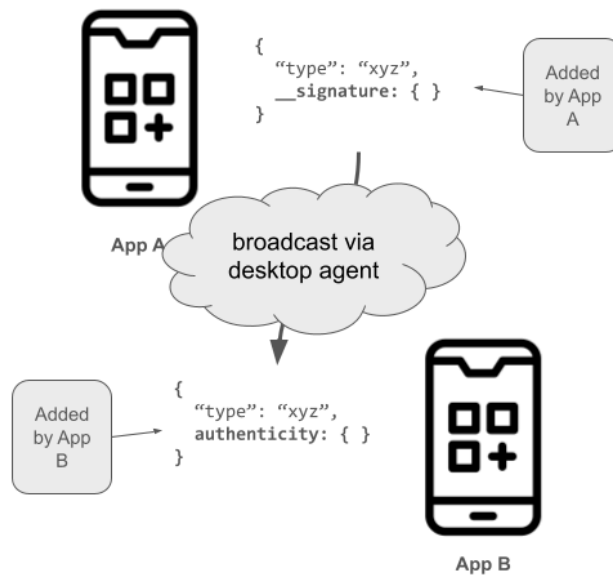 {
“type”: “xyz”,
__signature: { }
}
Added
by App
A
App A
broadcast via
desktop agent
{
“type”: “xyz”,
authenticity: { }
}
Added
by App
B
App B